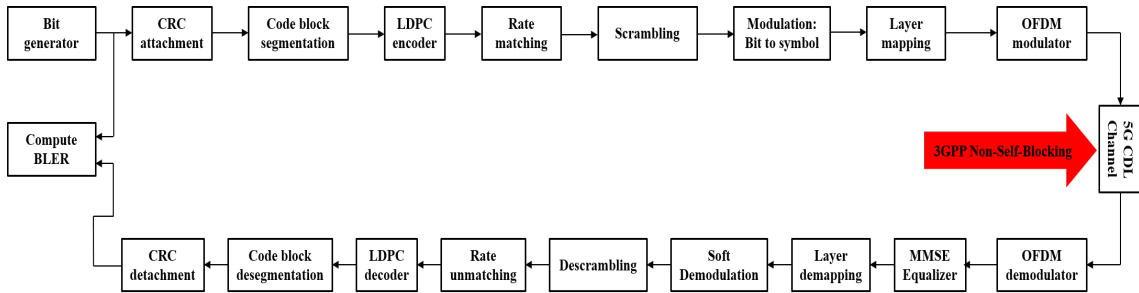 Bit
generator
CRC
attachment
Code block
segmentation
LDPC
encoder
Rate
matching
Scrambling
Modulation:
Bit to symbol
Layer
mapping
OFDM
modulator
Compute
BLER
3GPP Non-Self-Blocking
5G CDL
Channel
CRC
detachment
Code block
desegmentation
LDPC
decoder
Rate
unmatching
Descrambling
Soft
Demodulation
Layer
demapping
MMSE
Equalizer
OFDM
demodulator